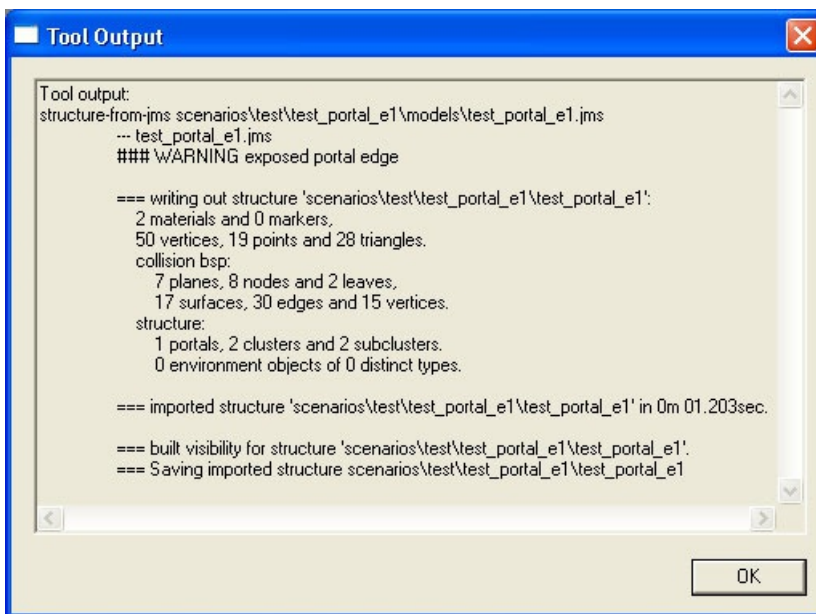 Tool Output
Tool output:
structure-from-jms scenarios\test\test_portal_e1\models\test_portal_e1.jms
--- test_portal_e1.jms
### WARNING exposed portal edge
=== writing out structure 'scenarios\test\test_portal_e1\test_portal_e1':
2 materials and 0 markers,
50 vertices, 19 points and 28 triangles.
collision bsp:
7 planes, 8 nodes and 2 leaves,
17 surfaces, 30 edges and 15 vertices.
structure:
1 portals, 2 clusters and 2 subclusters.
0 environment objects of 0 distinct types.
=== imported structure 'scenarios\test\test_portal_e1\test_portal_e1' in 0m 01.203sec.
=== built visibility for structure 'scenarios\test\test_portal_e1\test_portal_e1'.
=== Saving imported structure scenarios\test\test_portal_e1\test_portal_e1
OK